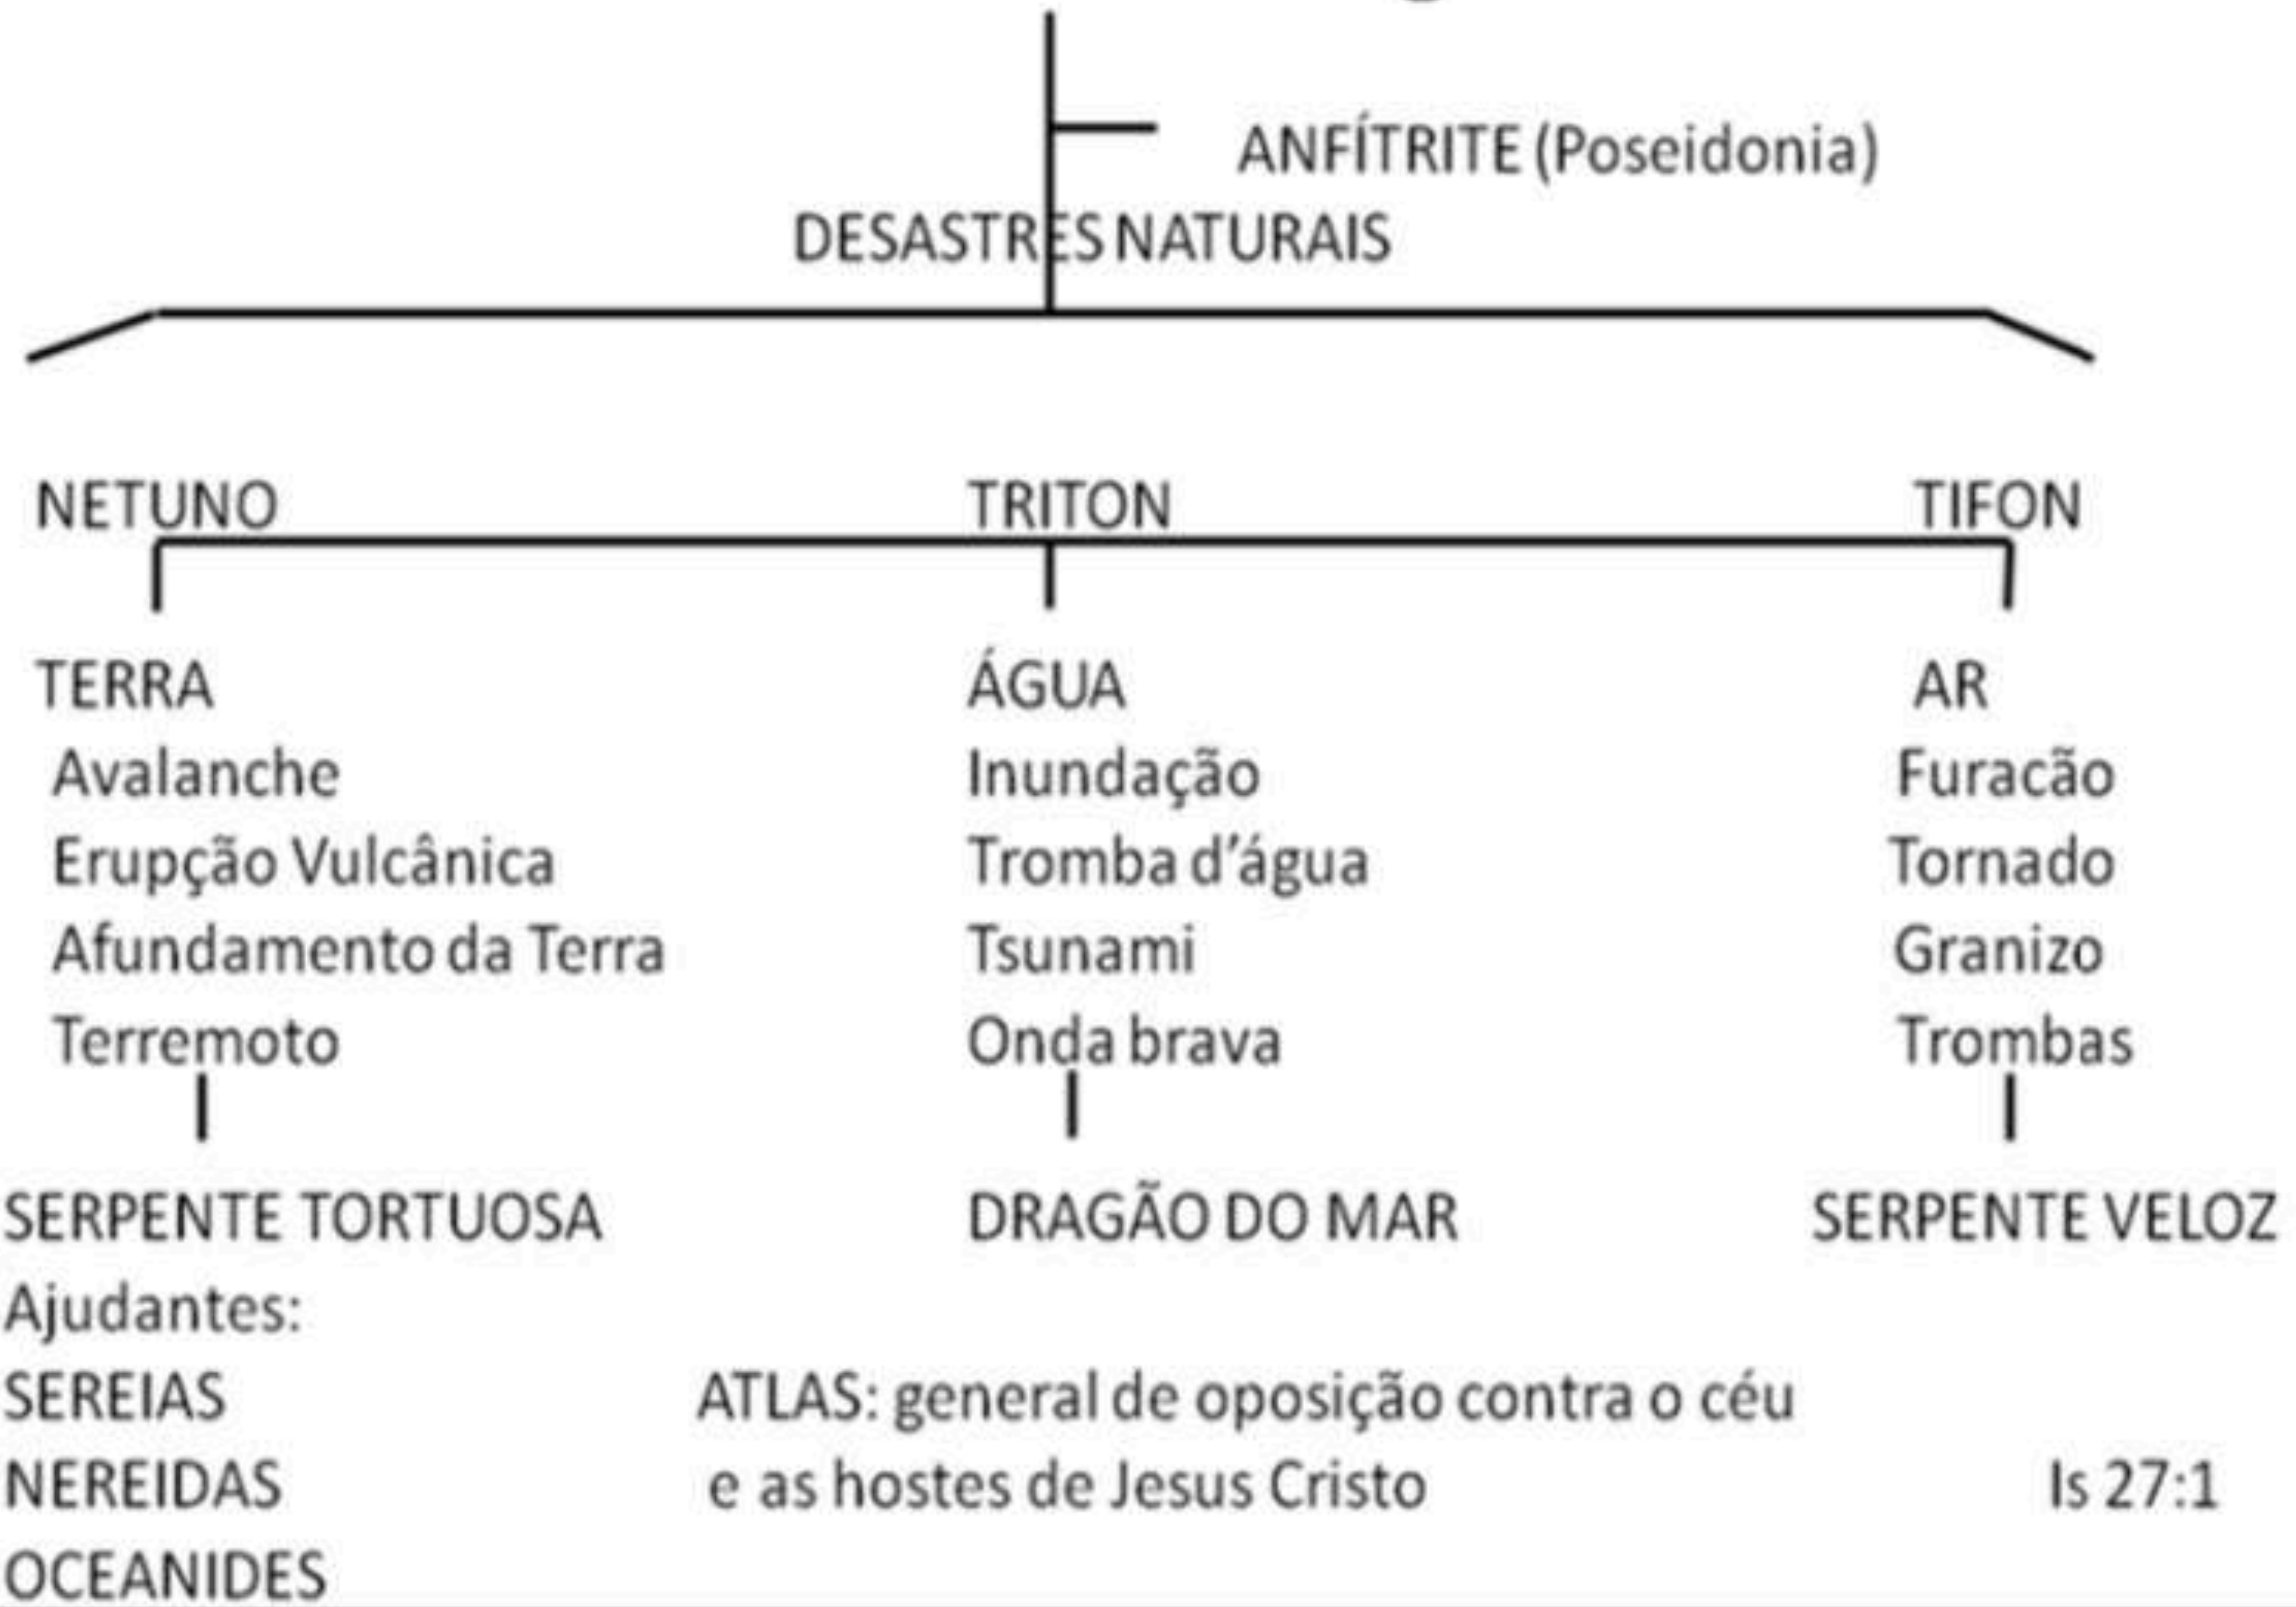 ANFÍTRITE (Poseidonia)
DESASTRES NATURAIS
NETUNO TRITON TIFON
TERRA ÁGUA AR
Avalanche Inundação Furacão
Erupção Vulcânica Tromba d’água Tornado
Afundamento da Terra Tsunami Granizo
Terremoto Onda brava Trombas
SERPENTE TORTUOSA DRAGÃO DO MAR SERPENTE VELOZ
Ajudantes:
SEREIAS ATLAS: general de oposição contra o céu
NEREIDAS e as hostes de Jesus Cristo Is 27:1
OCEANIDES